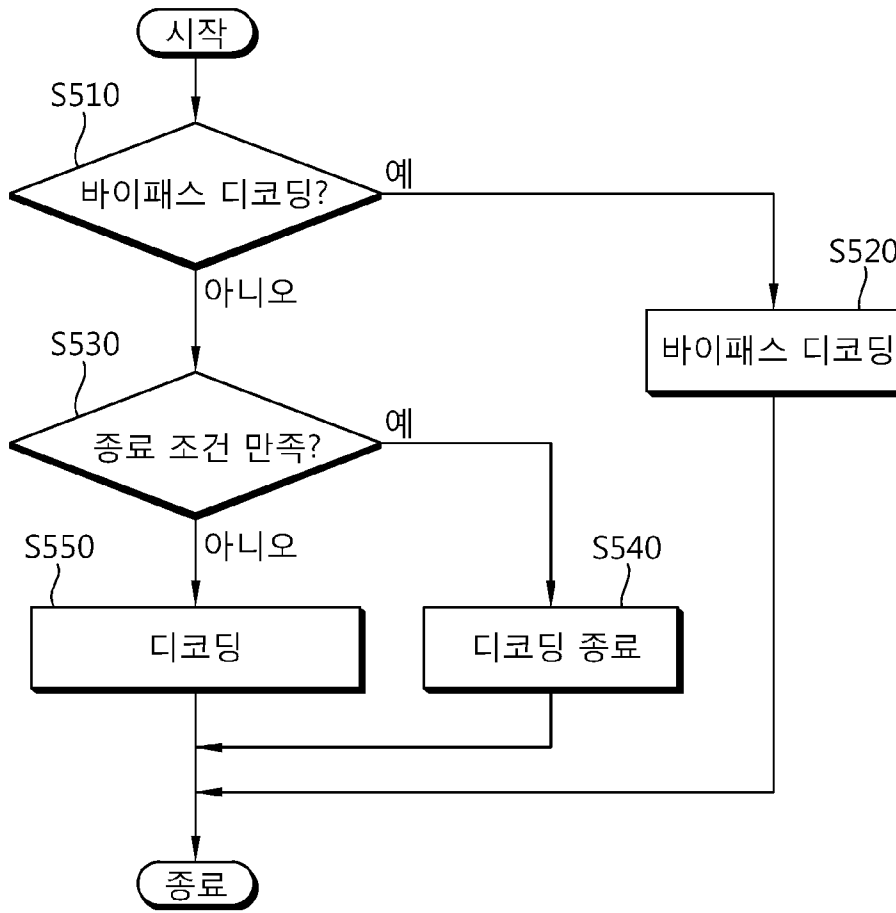 시작
S510
바이패스 디코딩?
예
아니오
S520
바이패스 디코딩
S530
종료 조건 만족?
예
아니오
S550
디코딩
S540
디코딩 종료
종료